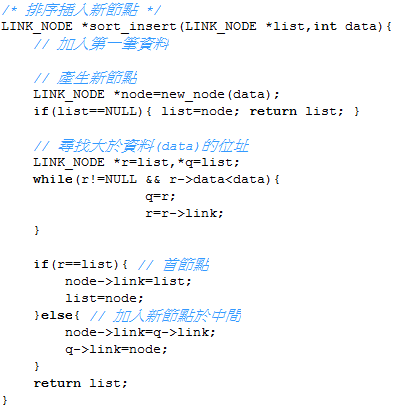 /* 排序插入新節點 */
LINK_NODE *sort_insert(LINK_NODE *list,int data){
// 加入第一筆資料
// 產生新節點
LINK_NODE *node=new_node(data);
if(list==NULL){ list=node; return list; }
// 尋找大於資料(data)的位址
LINK_NODE *r=list,*q=list;
while(r!=NULL && r->data<data){
q=r;
r=r->link;
}
if(r==list){ // 首節點
node->link=list;
list=node;
}else{ // 加入新節點於中間
node->link=q->link;
q->link=node;
}
return list;
}